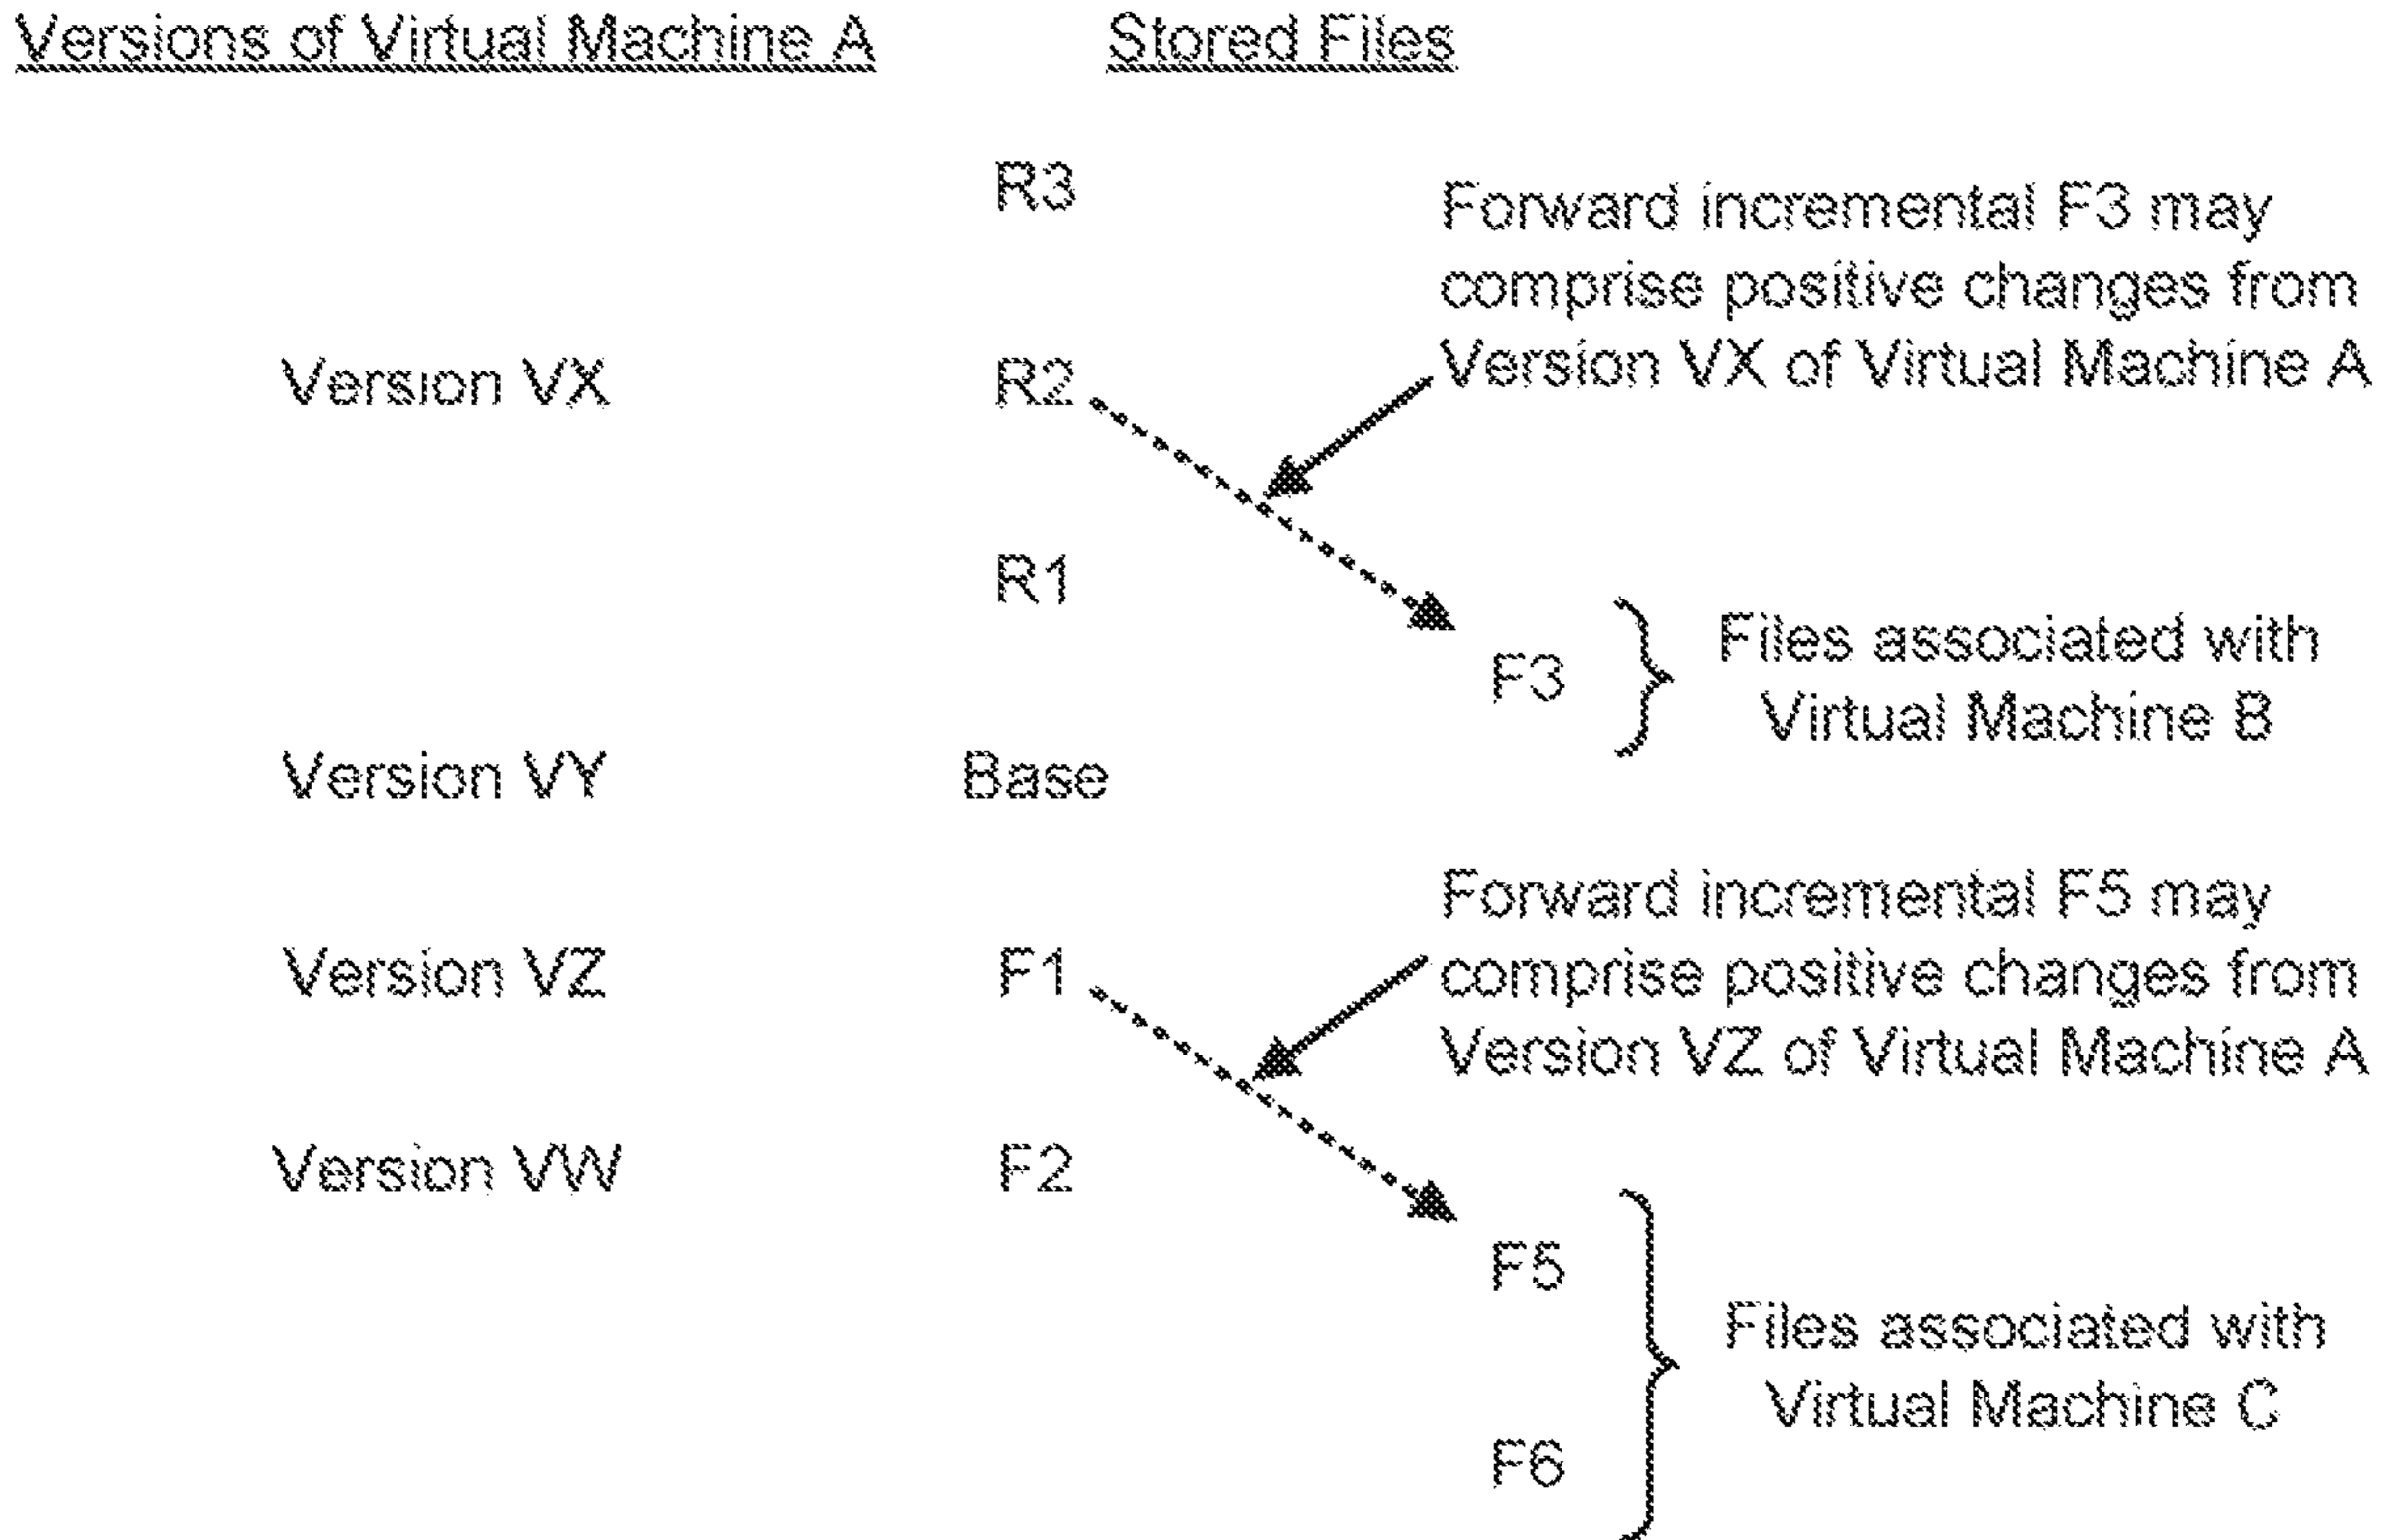 Versions of Virtual Machine A
Stored Files
R3
Forward incremental F3 may
comprise positive changes from
Version VX of Virtual Machine A
Version VX
R2
R1
F3
Files associated with
Virtual Machine B
Version VY
Base
Forward incremental F5 may
comprise positive changes from
Version VZ of Virtual Machine A
Version VZ
F1
Version VW
F2
F5
Files associated with
Virtual Machine C
F6